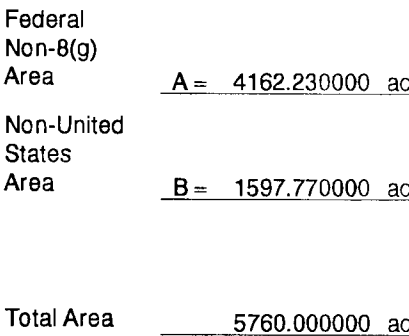 Federal
Non-8(g)
Area A = 4162.230000 ac
Non-United
States
Area B = 1597.770000 ac
Total Area 5760.000000 ac